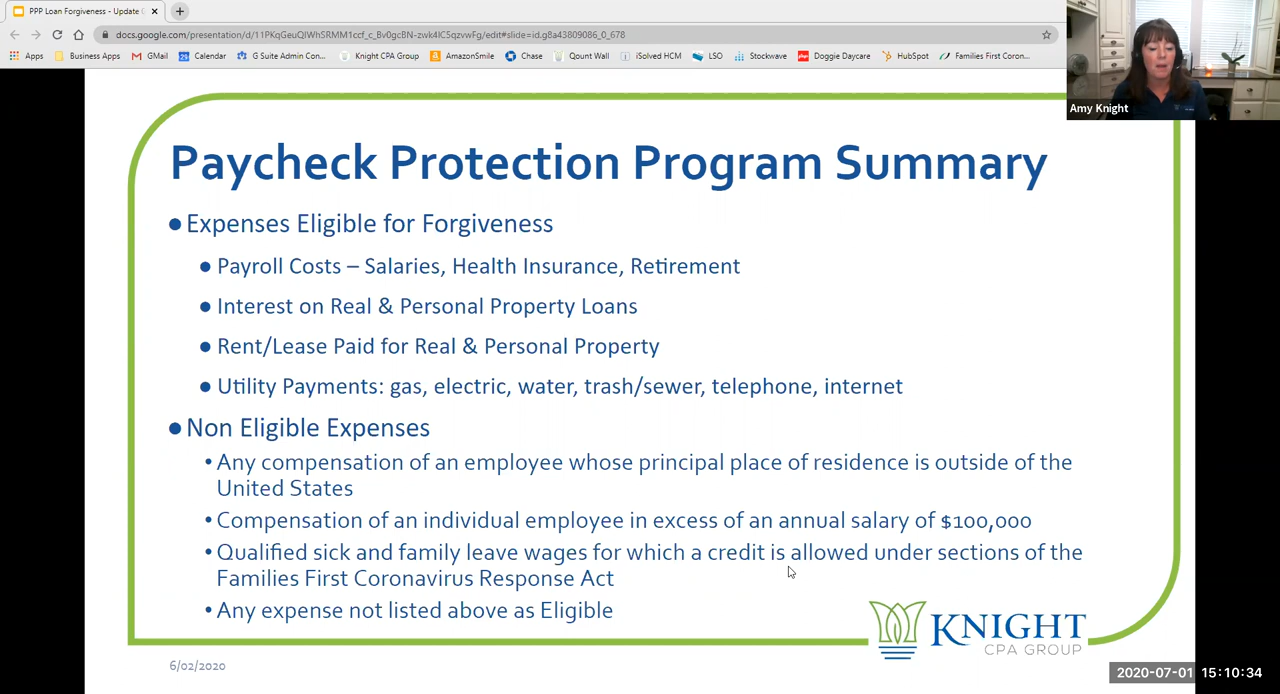 PPP Loan Forgiveness - Update
docs.google.com/presentation/d/11PKqGeuQIWhSRMM1ccf_c_Bv0gcBN-zwk4IC5qzvwFg/edit#slide=id.g8a43809086_0_678
Apps Business Apps GMail Calendar G Suite Admin Con... Knight CPA Group AmazonSmile Chase Qount Wall iSolved HCM LSO Stockwave Doggie Daycare HubSpot Families First Coron...
Amy Knight
Paycheck Protection Program Summary
● Expenses Eligible for Forgiveness
● Payroll Costs – Salaries, Health Insurance, Retirement
● Interest on Real & Personal Property Loans
● Rent/Lease Paid for Real & Personal Property
● Utility Payments: gas, electric, water, trash/sewer, telephone, internet
● Non Eligible Expenses
• Any compensation of an employee whose principal place of residence is outside of the
United States
• Compensation of an individual employee in excess of an annual salary of $100,000
• Qualified sick and family leave wages for which a credit is allowed under sections of the
Families First Coronavirus Response Act
• Any expense not listed above as Eligible
KNIGHT
CPA GROUP
6/02/2020
2020-07-01 15:10:34